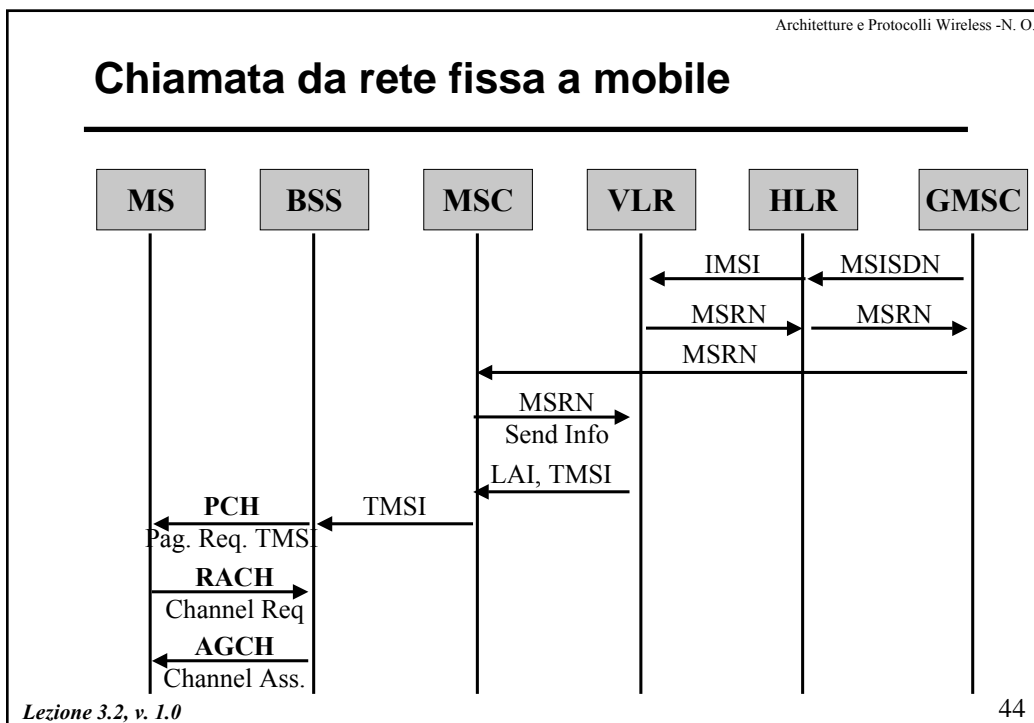 Architetture e Protocolli Wireless -N. O.
Chiamata da rete fissa a mobile
MS BSS MSC VLR HLR GMSC
IMSI MSISDN
MSRN MSRN
MSRN
MSRN
Send Info
LAI, TMSI
PCH TMSI
Pag. Req. TMSI
RACH
Channel Req
AGCH
Channel Ass.
Lezione 3.2, v. 1.0 44